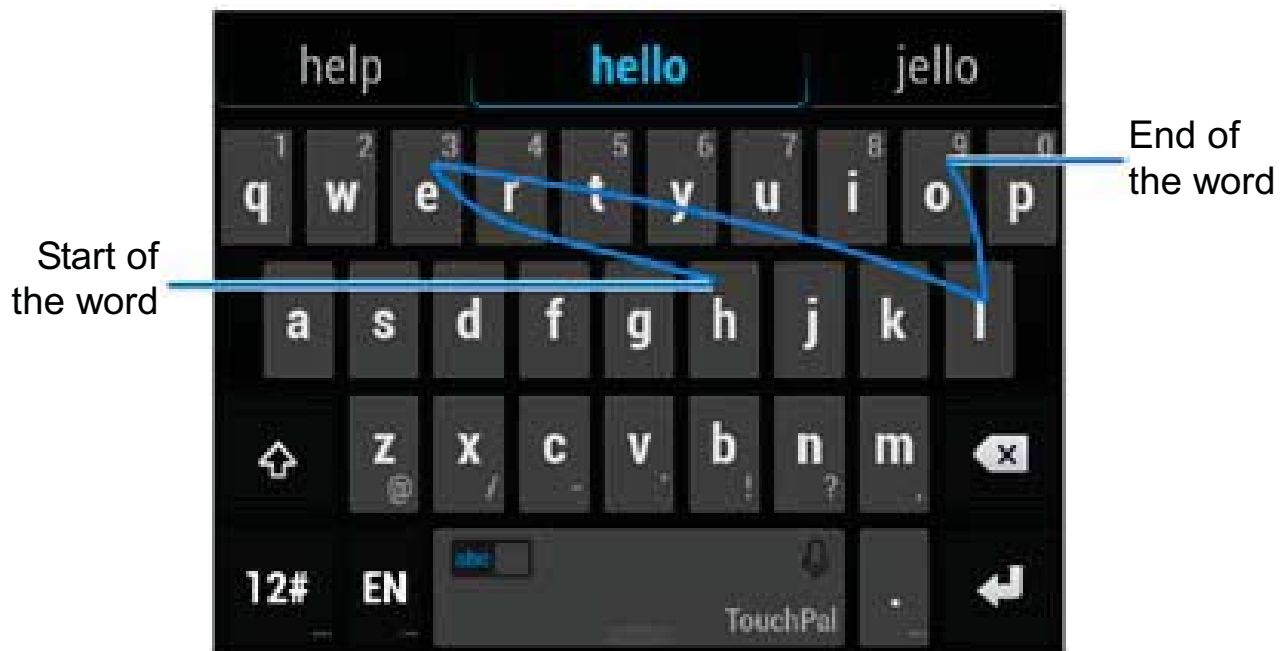 help hello jello
1 2 3 4 5 6 7 8 9 0
q w e r t y u i o p
End of
the word
Start of
the word
a s d f g h j k l
z x c v b n m
@ / - ' ! ? ,
12# EN abc TouchPal .